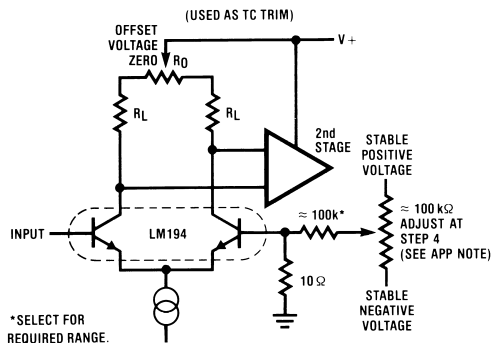 (USED AS TC TRIM)
OFFSET
VOLTAGE
ZERO
RO
V+
RL
RL
2nd
STAGE
STABLE
POSITIVE
VOLTAGE
≈ 100k*
≈ 100 kΩ
ADJUST AT
STEP 4
(SEE APP NOTE)
INPUT
LM194
10 Ω
STABLE
NEGATIVE
VOLTAGE
*SELECT FOR
REQUIRED RANGE.